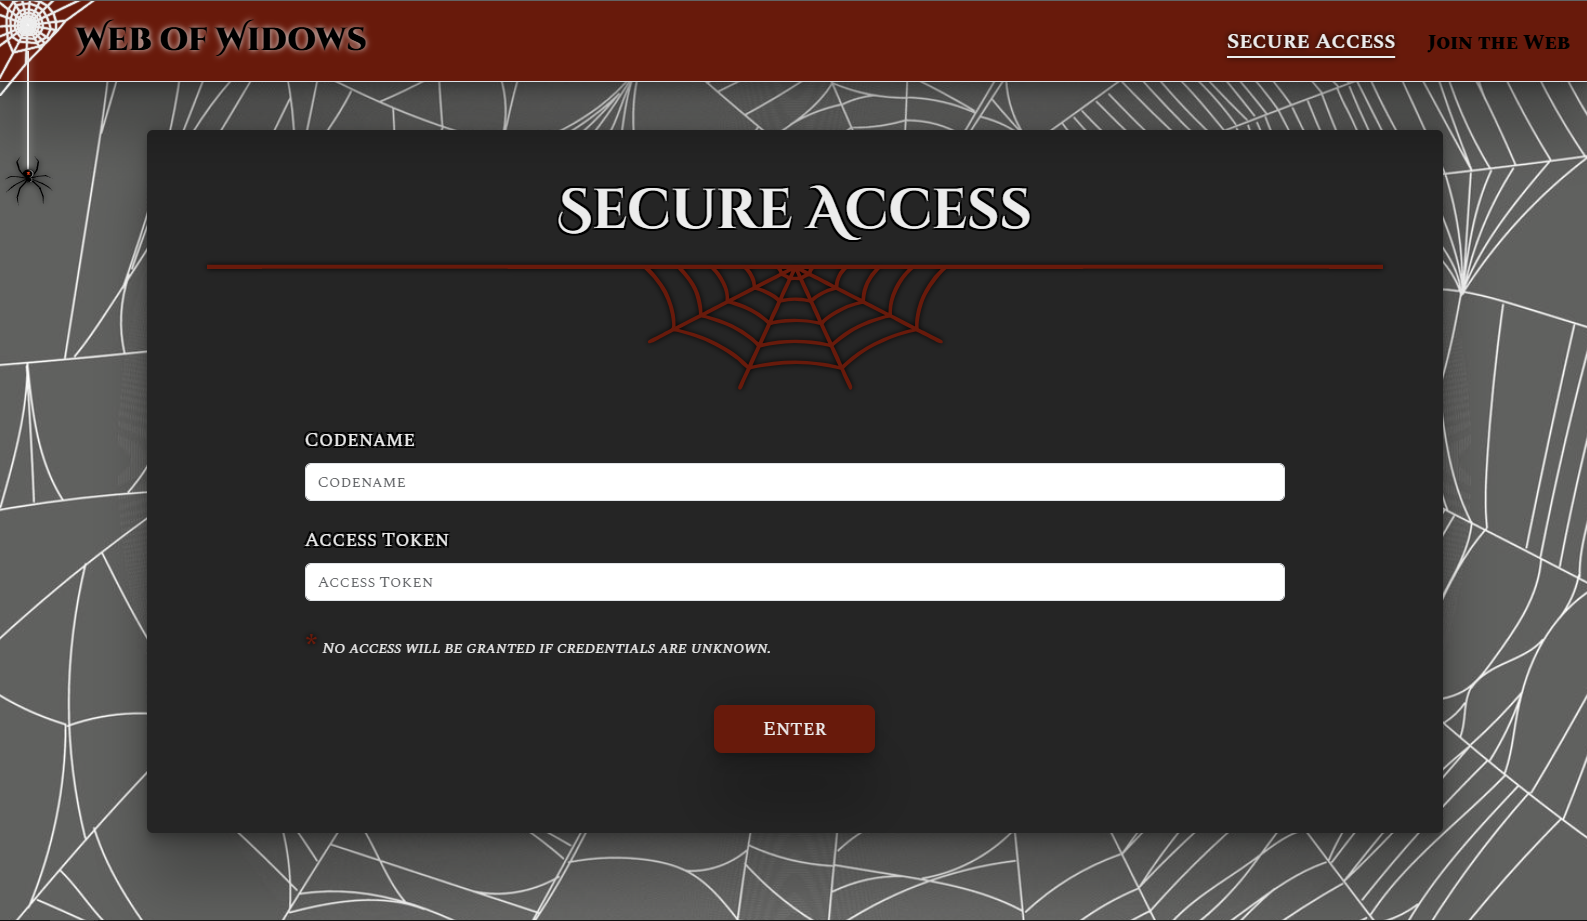 Web of Widows
Secure Access
Join the Web
Secure Access
Codename
Codename
Access Token
Access Token
* No access will be granted if credentials are unknown.
Enter